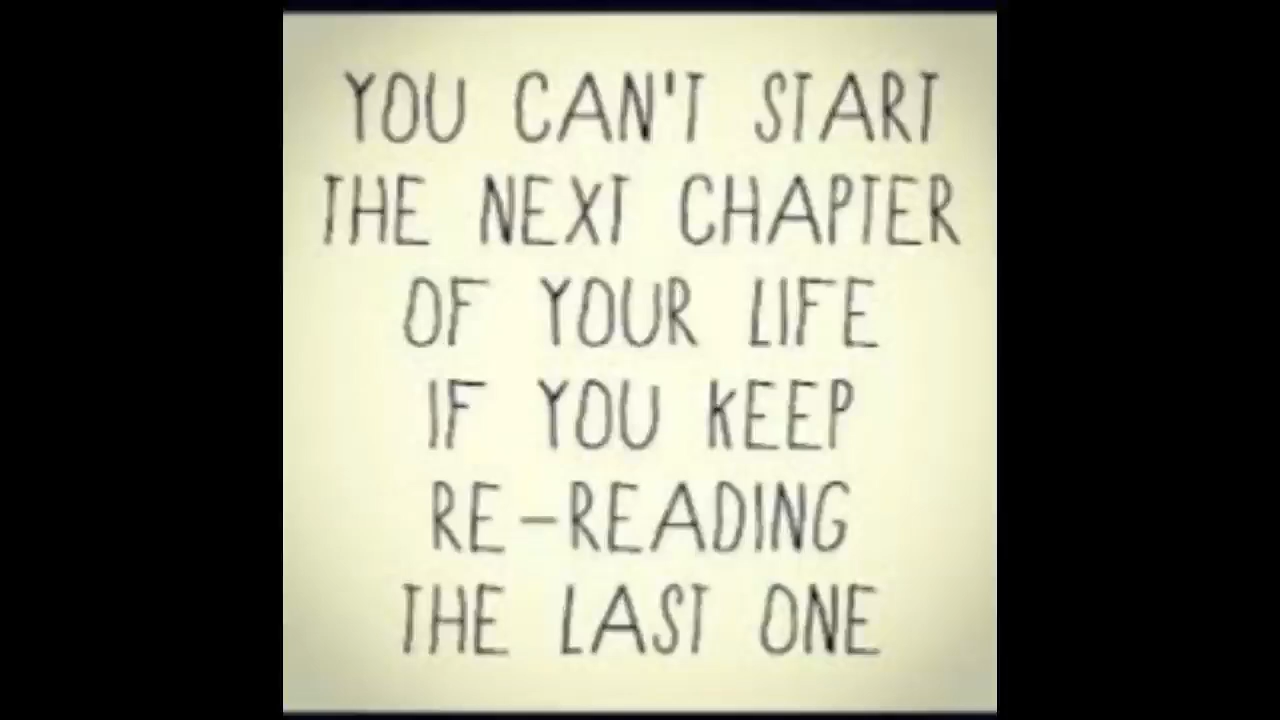 YOU CAN'T START
THE NEXT CHAPTER
OF YOUR LIFE
IF YOU KEEP
RE-READING
THE LAST ONE